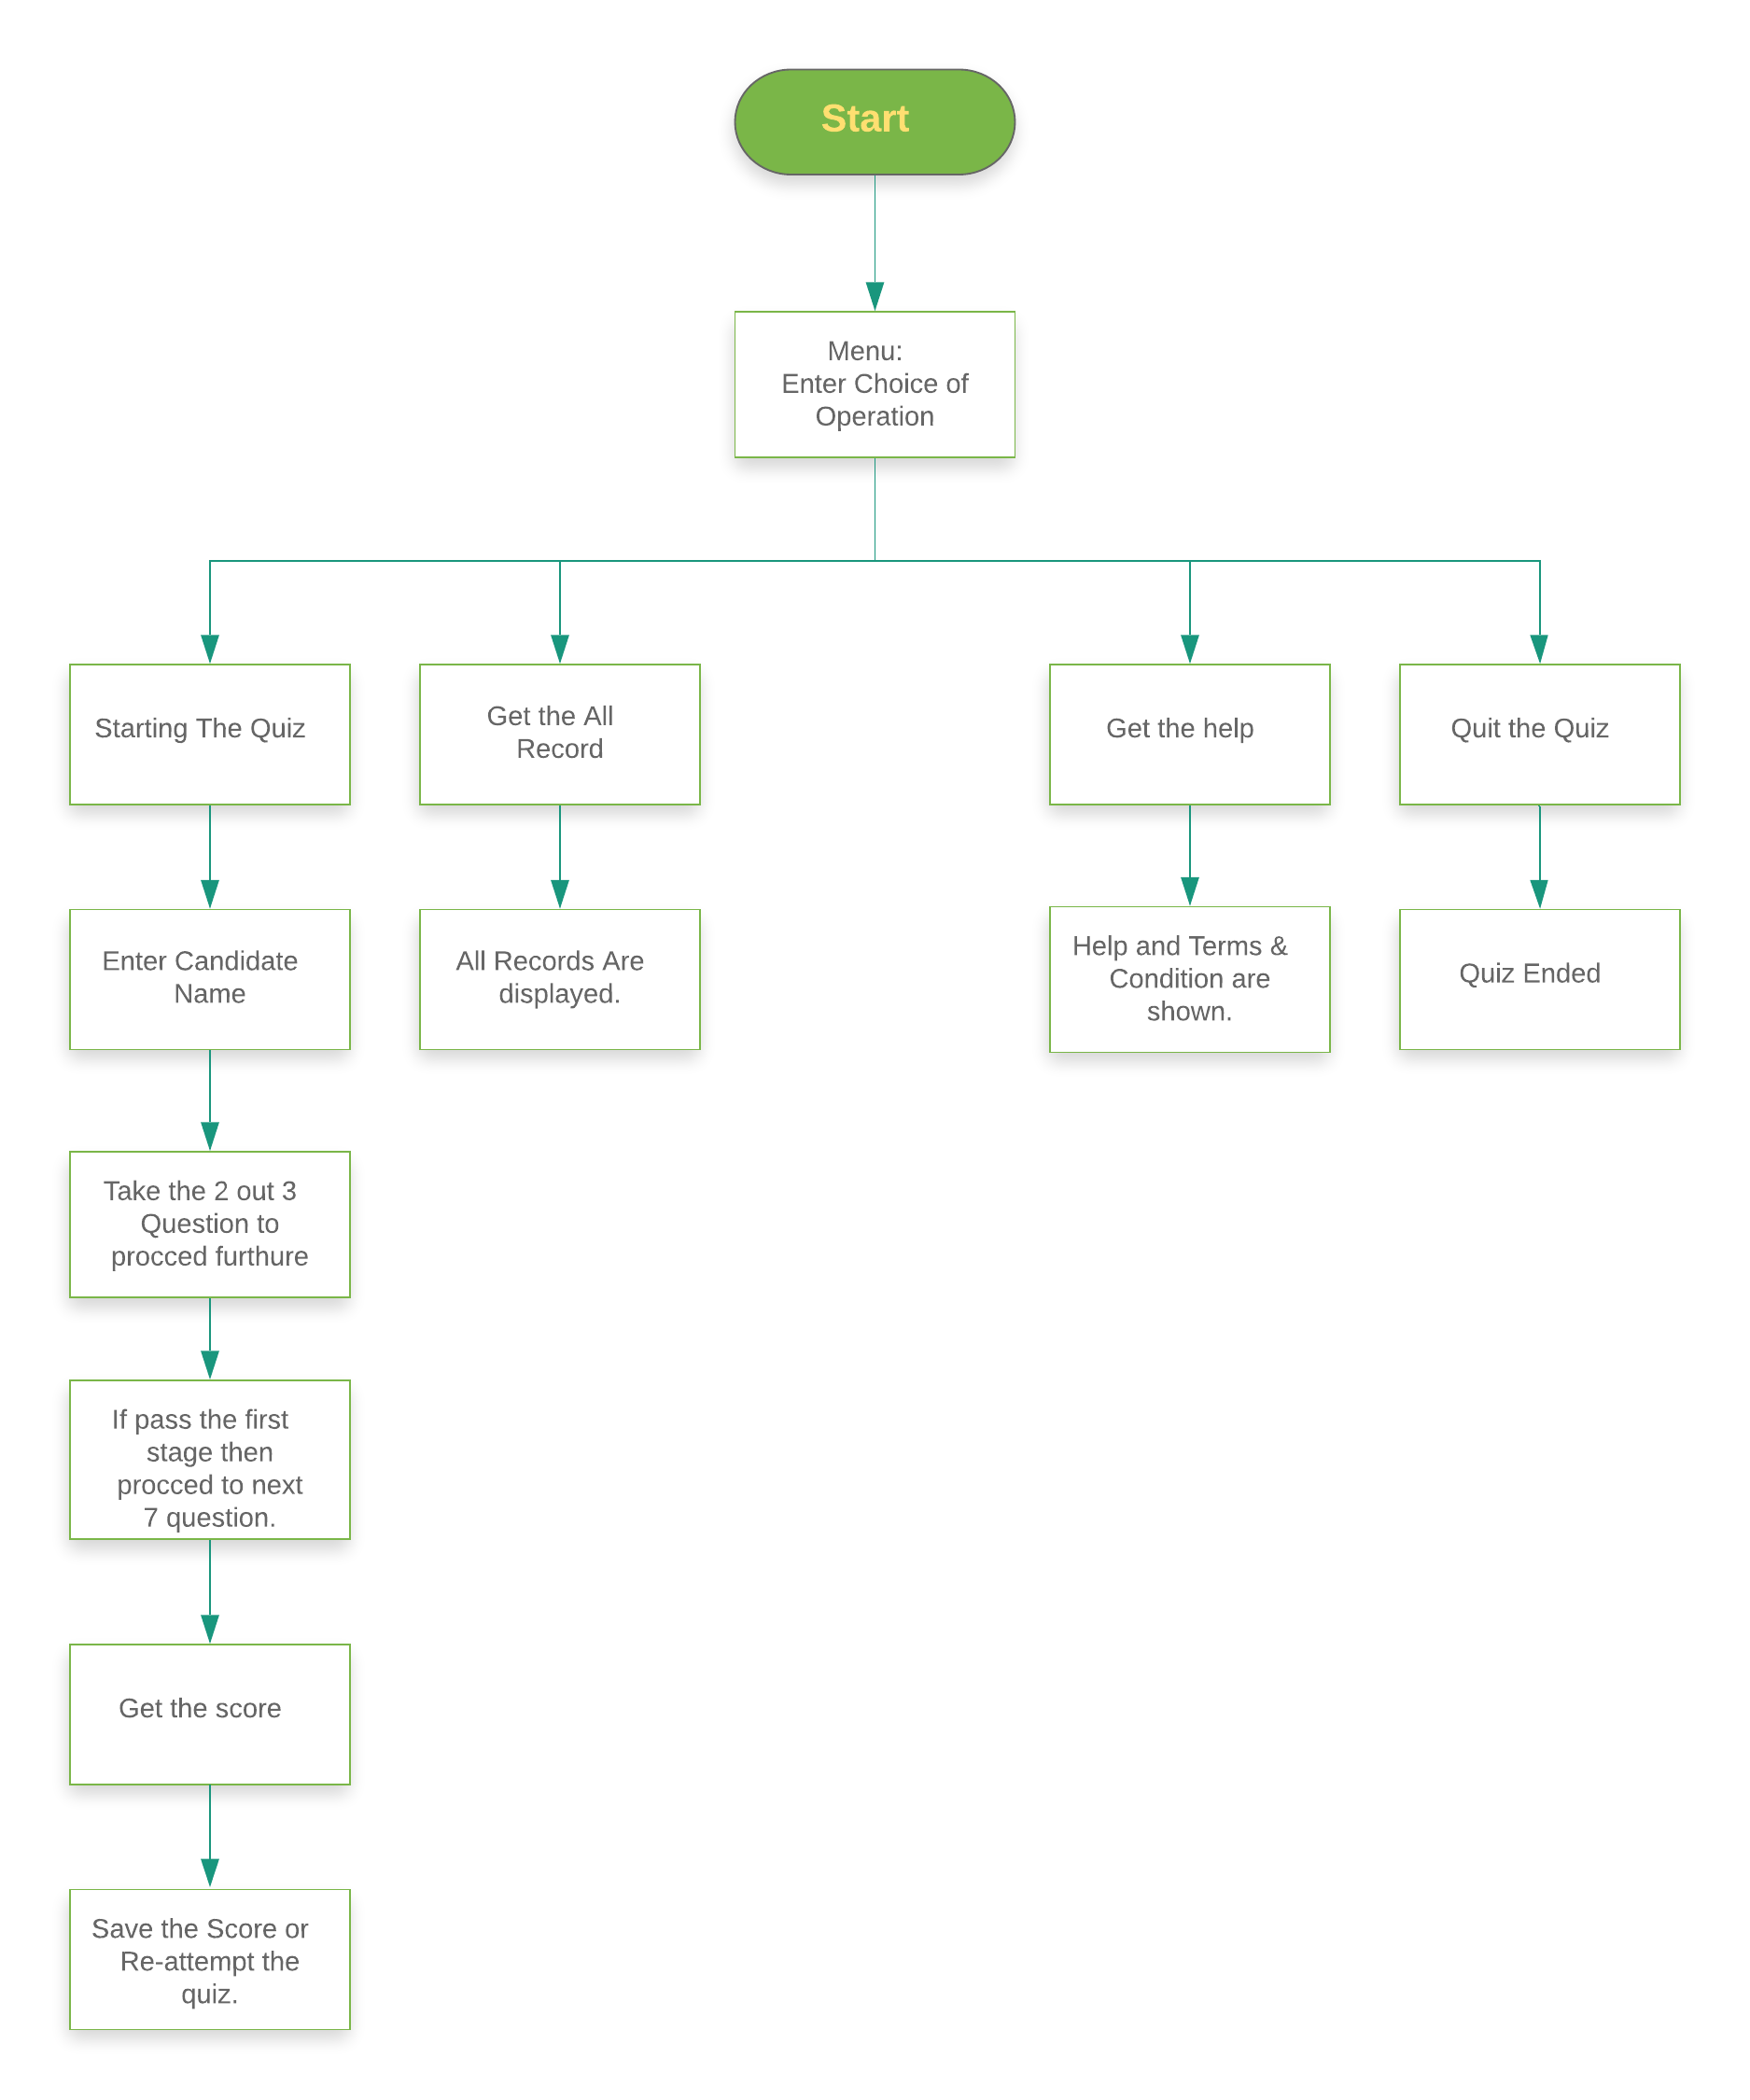 Start
Menu:
Enter Choice of
Operation
Starting The Quiz
Get the All
Record
Get the help
Quit the Quiz
Enter Candidate
Name
All Records Are
displayed.
Help and Terms &
Condition are
shown.
Quiz Ended
Take the 2 out 3
Question to
procced furthure
If pass the first
stage then
procced to next
7 question.
Get the score
Save the Score or
Re-attempt the
quiz.